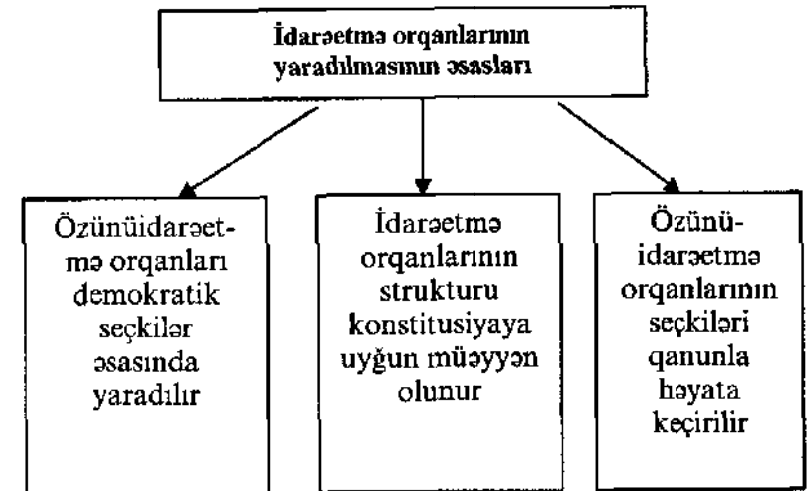 İdarəetmə orqanlarının
yaradılmasının əsasları
Özünüidarəet-
mə orqanları
demokratik
seçkilər
əsasında
yaradılır
İdarəetmə
orqanlarının
strukturu
konstitusiyaya
uyğun müəyyən
olunur
Özünü-
idarəetmə
orqanlarının
seçkiləri
qanunla
həyata
keçirilir